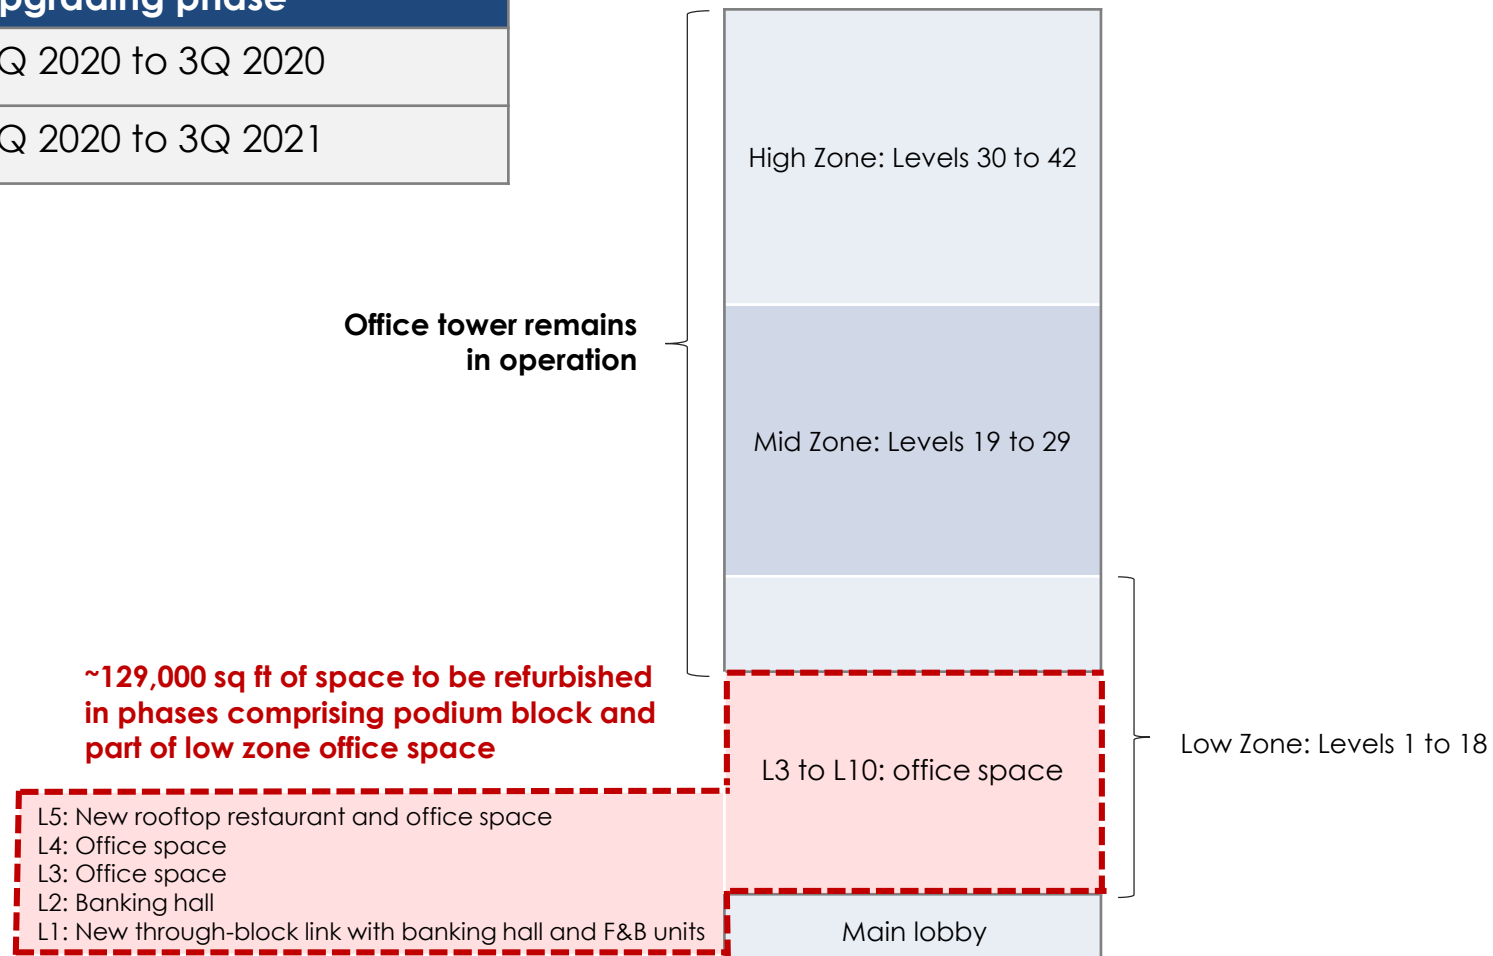 Q 2020 to 3Q 2020
Q 2020 to 3Q 2021
High Zone: Levels 30 to 42
Office tower remains
in operation
Mid Zone: Levels 19 to 29
~129,000 sq ft of space to be refurbished
in phases comprising podium block and
part of low zone office space
L3 to L10: office space
Low Zone: Levels 1 to 18
L5: New rooftop restaurant and office space
L4: Office space
L3: Office space
L2: Banking hall
L1: New through-block link with banking hall and F&B units
Main lobby